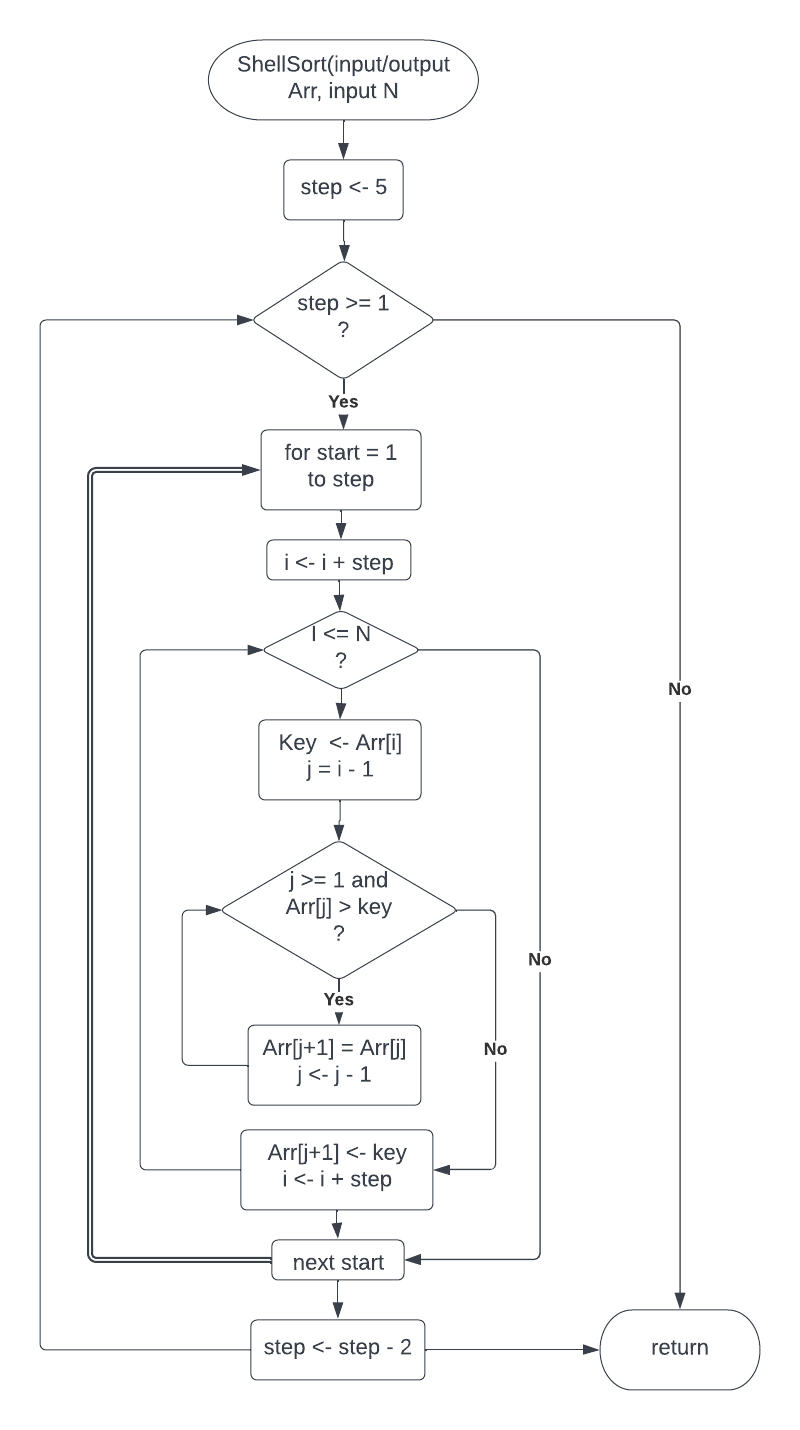 ShellSort(input/output
Arr, input N
step <- 5
step >= 1
?
Yes
for start = 1
to step
i <- i + step
I <= N
?
No
Key  <- Arr[i]
j = i - 1
j >= 1 and
Arr[j] > key
?
No
Yes
Arr[j+1] = Arr[j]
j <- j - 1
No
Arr[j+1] <- key
i <- i + step
next start
step <- step - 2
return